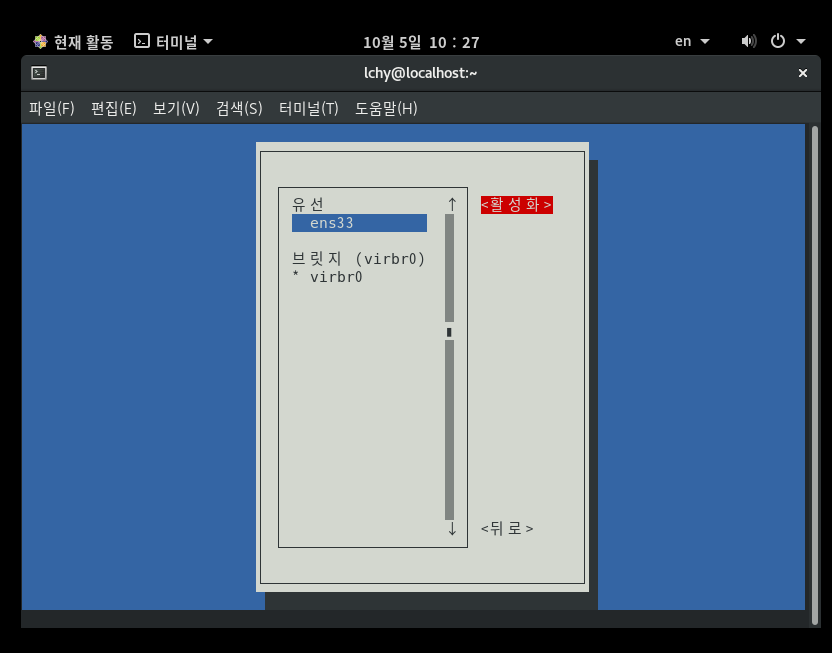 현재 활동 터미널 10월 5일 10 : 27 en
lchy@localhost:~ ×
파일(F) 편집(E) 보기(V) 검색(S) 터미널(T) 도움말(H)
유선 ↑ <활성화>
ens33
브릿지 (virbr0)
* virbr0
↓ <뒤로>